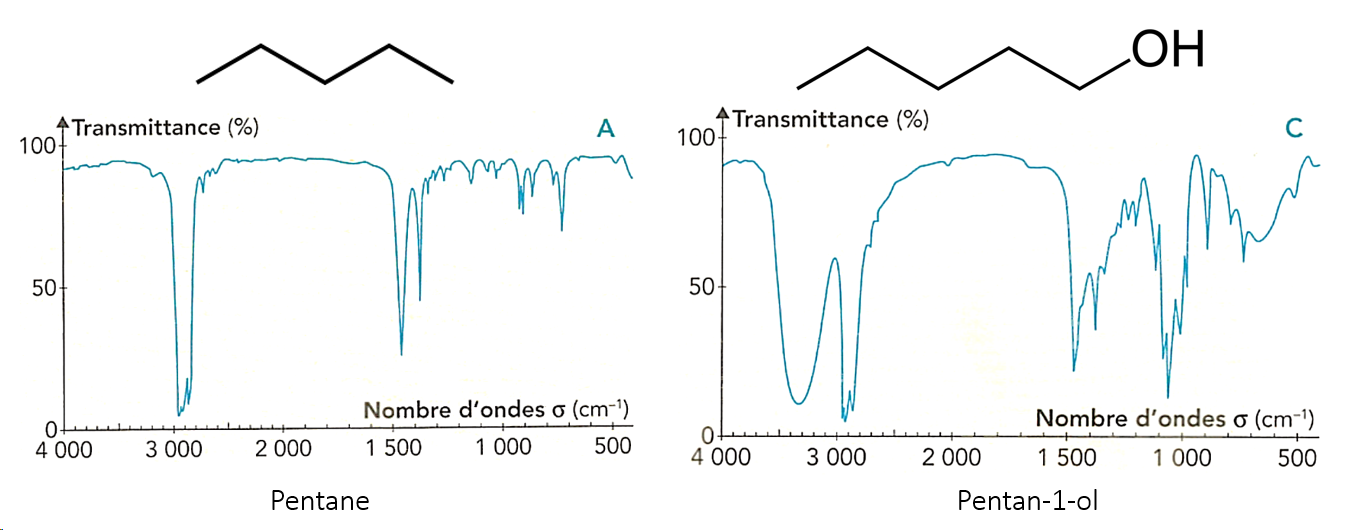 OH
Transmittance (%)
A
100
50
0
Nombre d'ondes σ (cm⁻¹)
4 000 3 000 2 000 1 500 1 000 500
Pentane
Transmittance (%)
C
100
50
0
Nombre d'ondes σ (cm⁻¹)
4 000 3 000 2 000 1 500 1 000 500
Pentan-1-ol